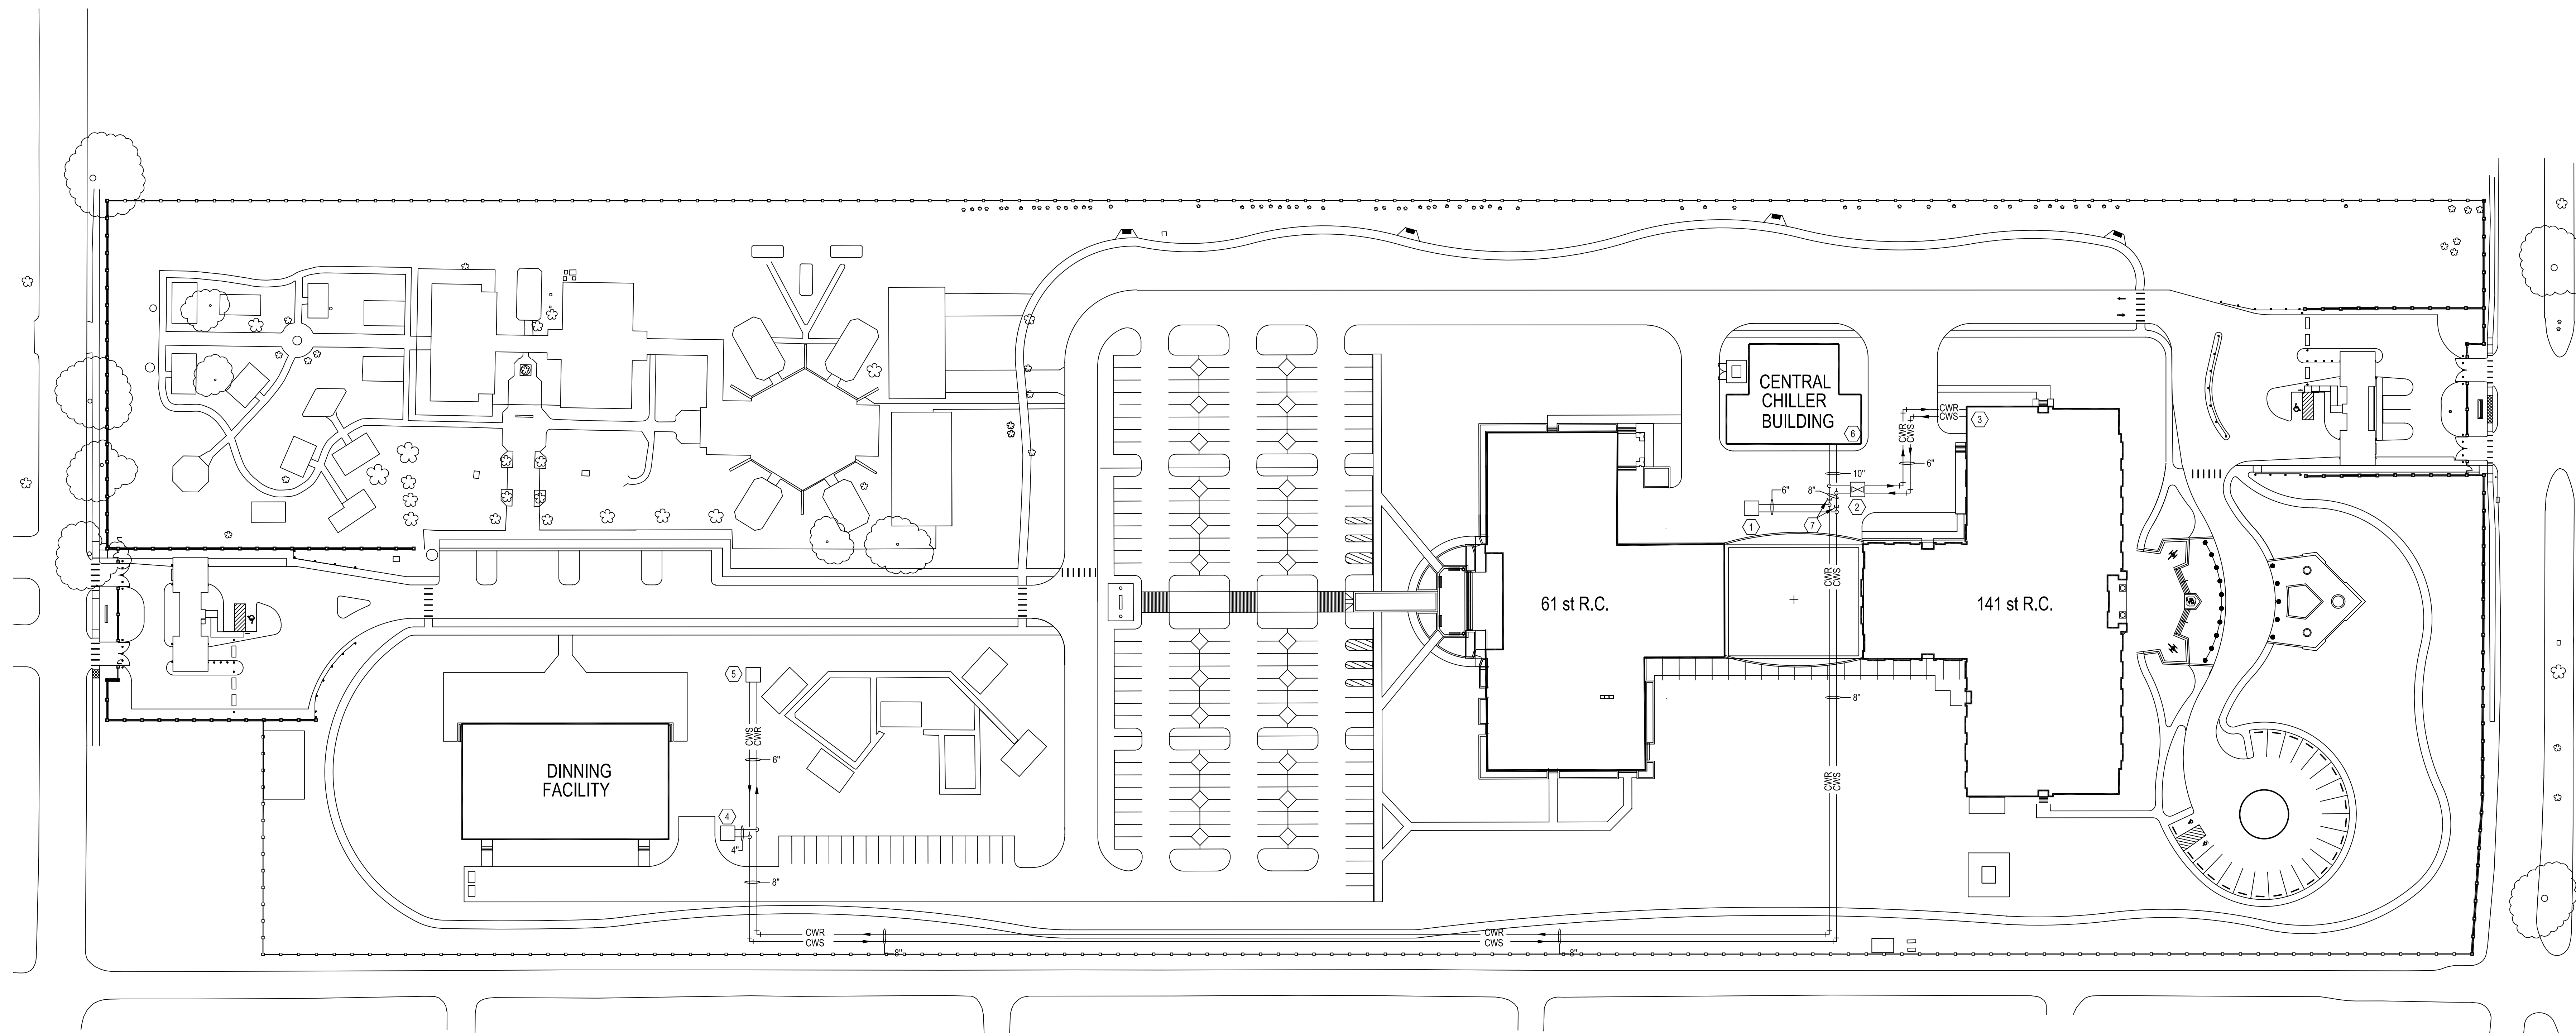 CENTRAL
CHILLER
BUILDING
6
3
CWR
CWS
CWR
CWS
6"
10"
6"
8"
1
7
2
CWR
CWS
61 st R.C.
141 st R.C.
5
8"
CWS
CWR
6"
DINNING
FACILITY
CWR
CWS
4
4"
8"
CWR
CWS
8"
CWR
CWS
8"